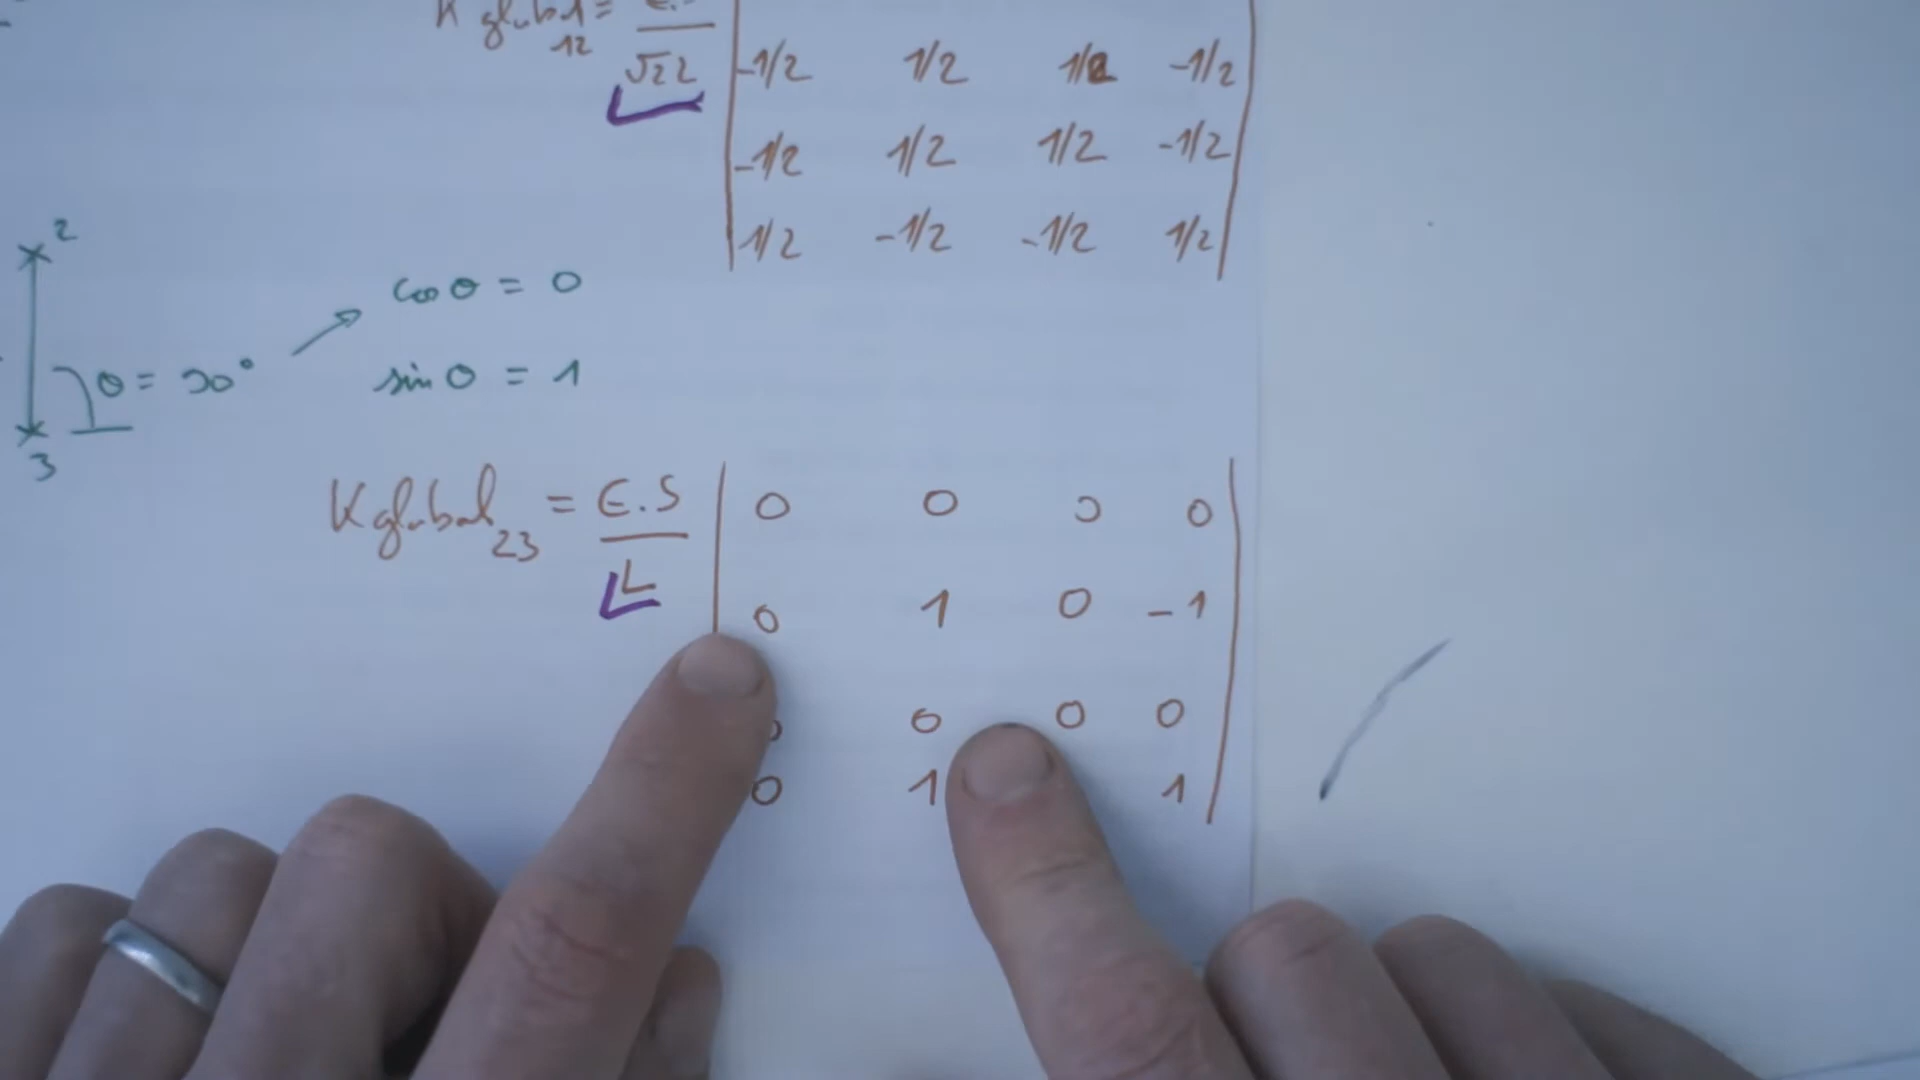 K global 12 = √2 L
-1/2 1/2 1/2 -1/2
-1/2 1/2 1/2 -1/2
1/2 -1/2 -1/2 1/2
2
cos θ = 0
θ = 90°
sin θ = 1
3
K global 23 = E.S / L
0 0 0 0
0 1 0 -1
0 0 0
0 1 1